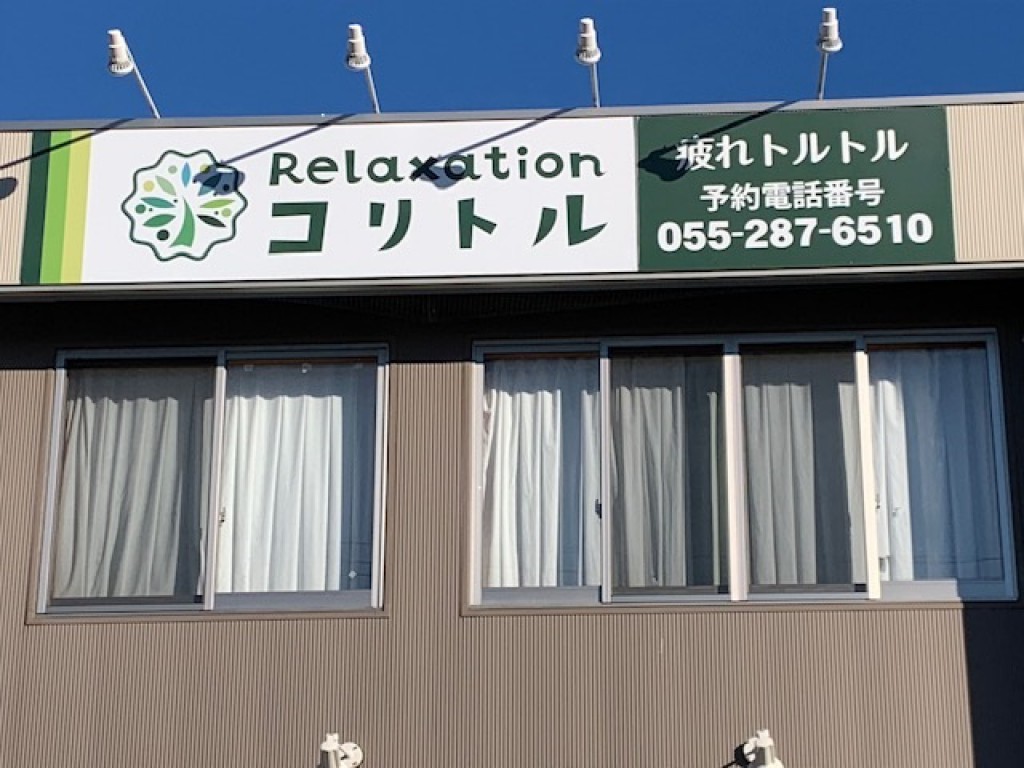 Relaxation
コリトル
疲れトルトル
予約電話番号
055-287-6510